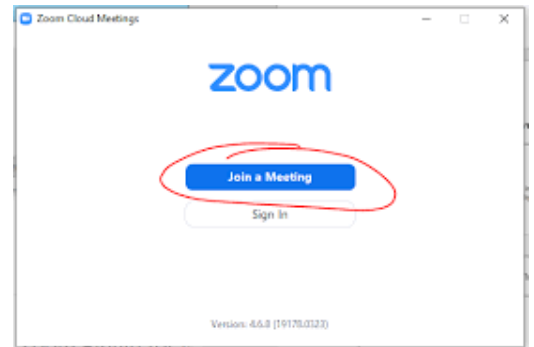 Zoom Cloud Meetings
zoom
Join a Meeting
Sign In
Version: 4.6.8 (19178.0323)